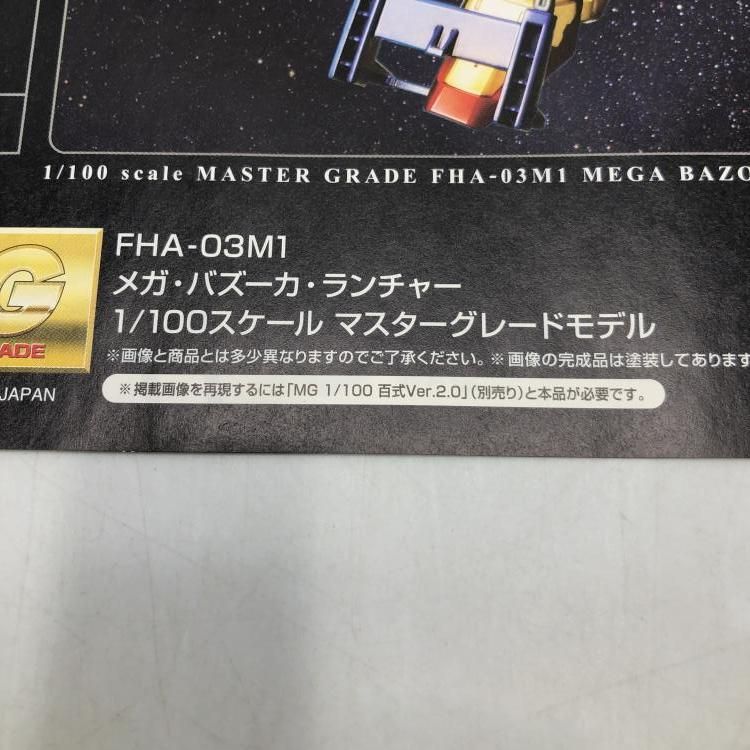 1/100 scale MASTER GRADE FHA-03M1 MEGA BAZO
G
ADE
FHA-03M1
メガ・バズーカ・ランチャー
1/100スケール マスターグレードモデル
※画像と商品とは多少異なりますのでご了承ください。※画像の完成品は塗装してあります
JAPAN
※掲載画像を再現するには「MG 1/100 百式Ver.2.0」(別売り)と本品が必要です。